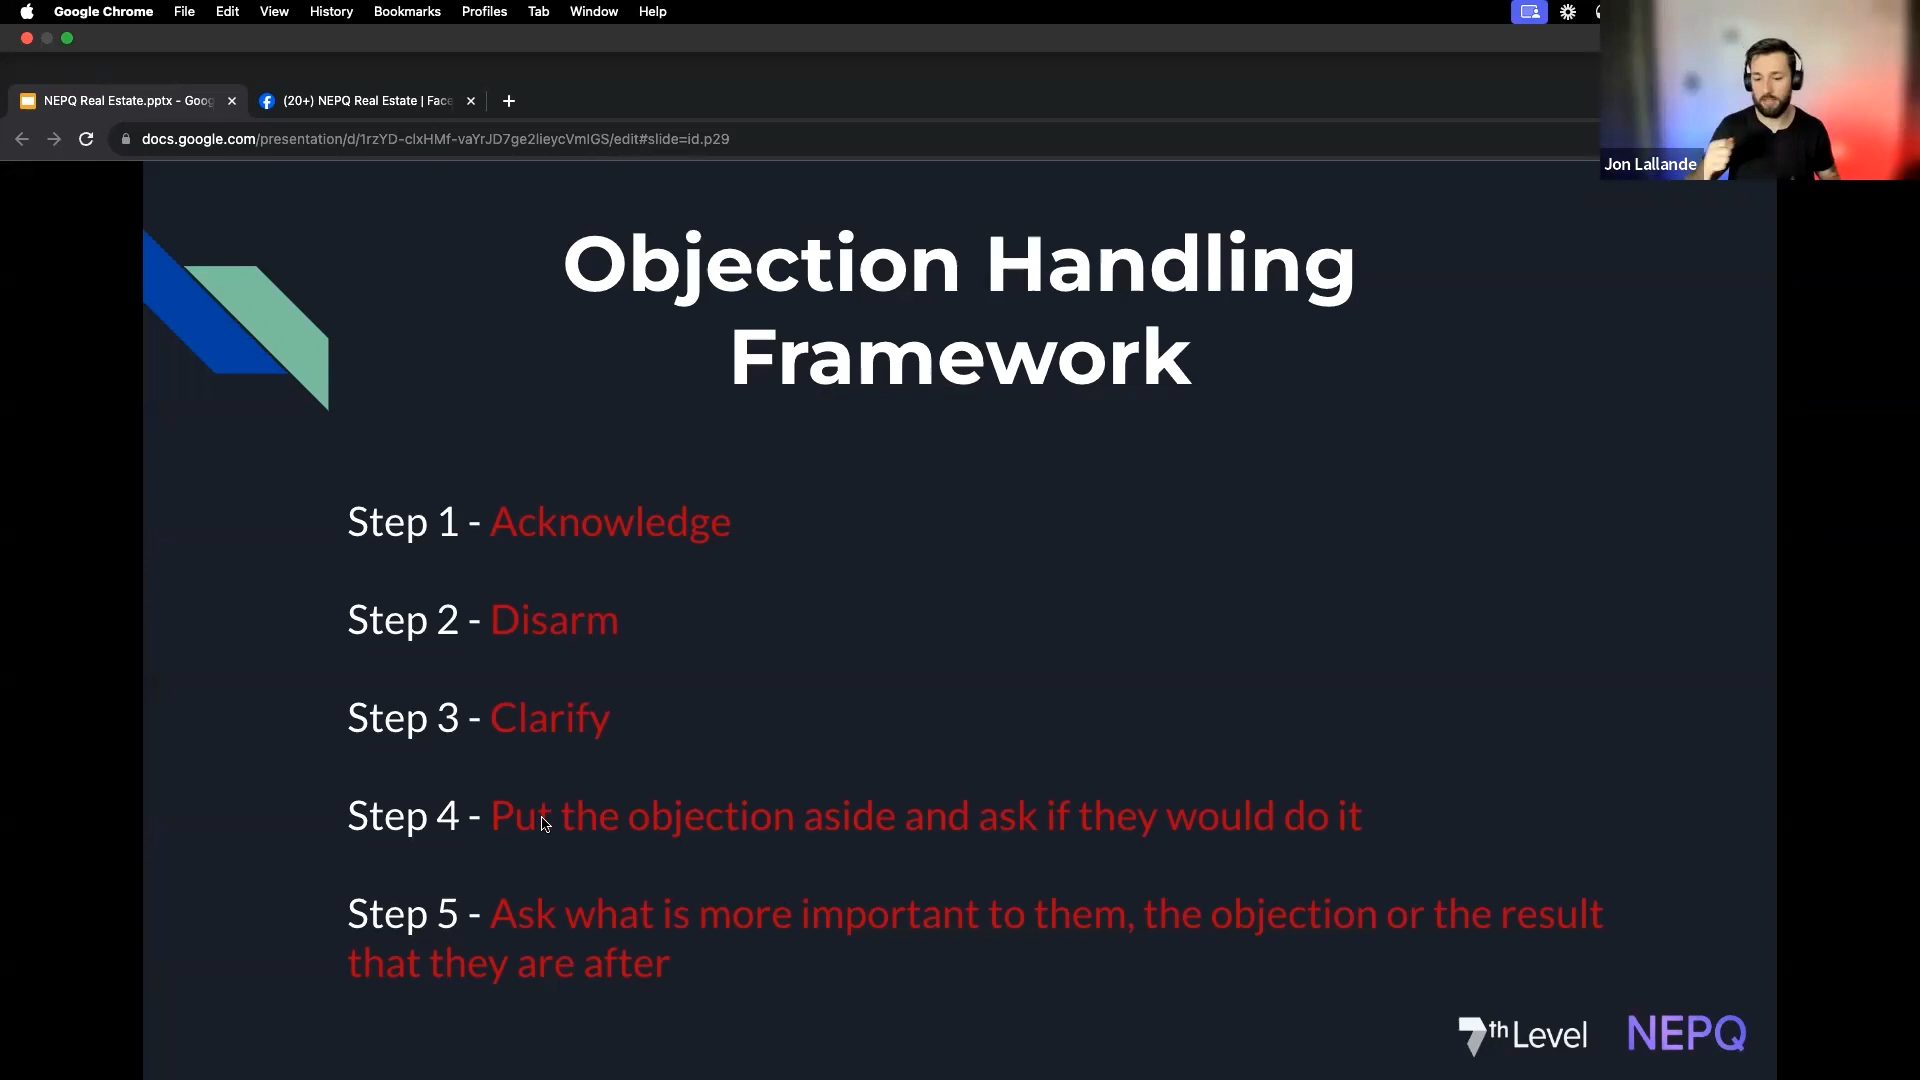 Google Chrome File Edit View History Bookmarks Profiles Tab Window Help
NEPQ Real Estate.pptx - Goog
(20+) NEPQ Real Estate | Face
docs.google.com/presentation/d/1rzYD-clxHMf-vaYrJD7ge2lieycVmIGS/edit#slide=id.p29
Jon Lallande
Objection Handling
Framework
Step 1 - Acknowledge
Step 2 - Disarm
Step 3 - Clarify
Step 4 - Put the objection aside and ask if they would do it
Step 5 - Ask what is more important to them, the objection or the result
that they are after
7th Level NEPQ